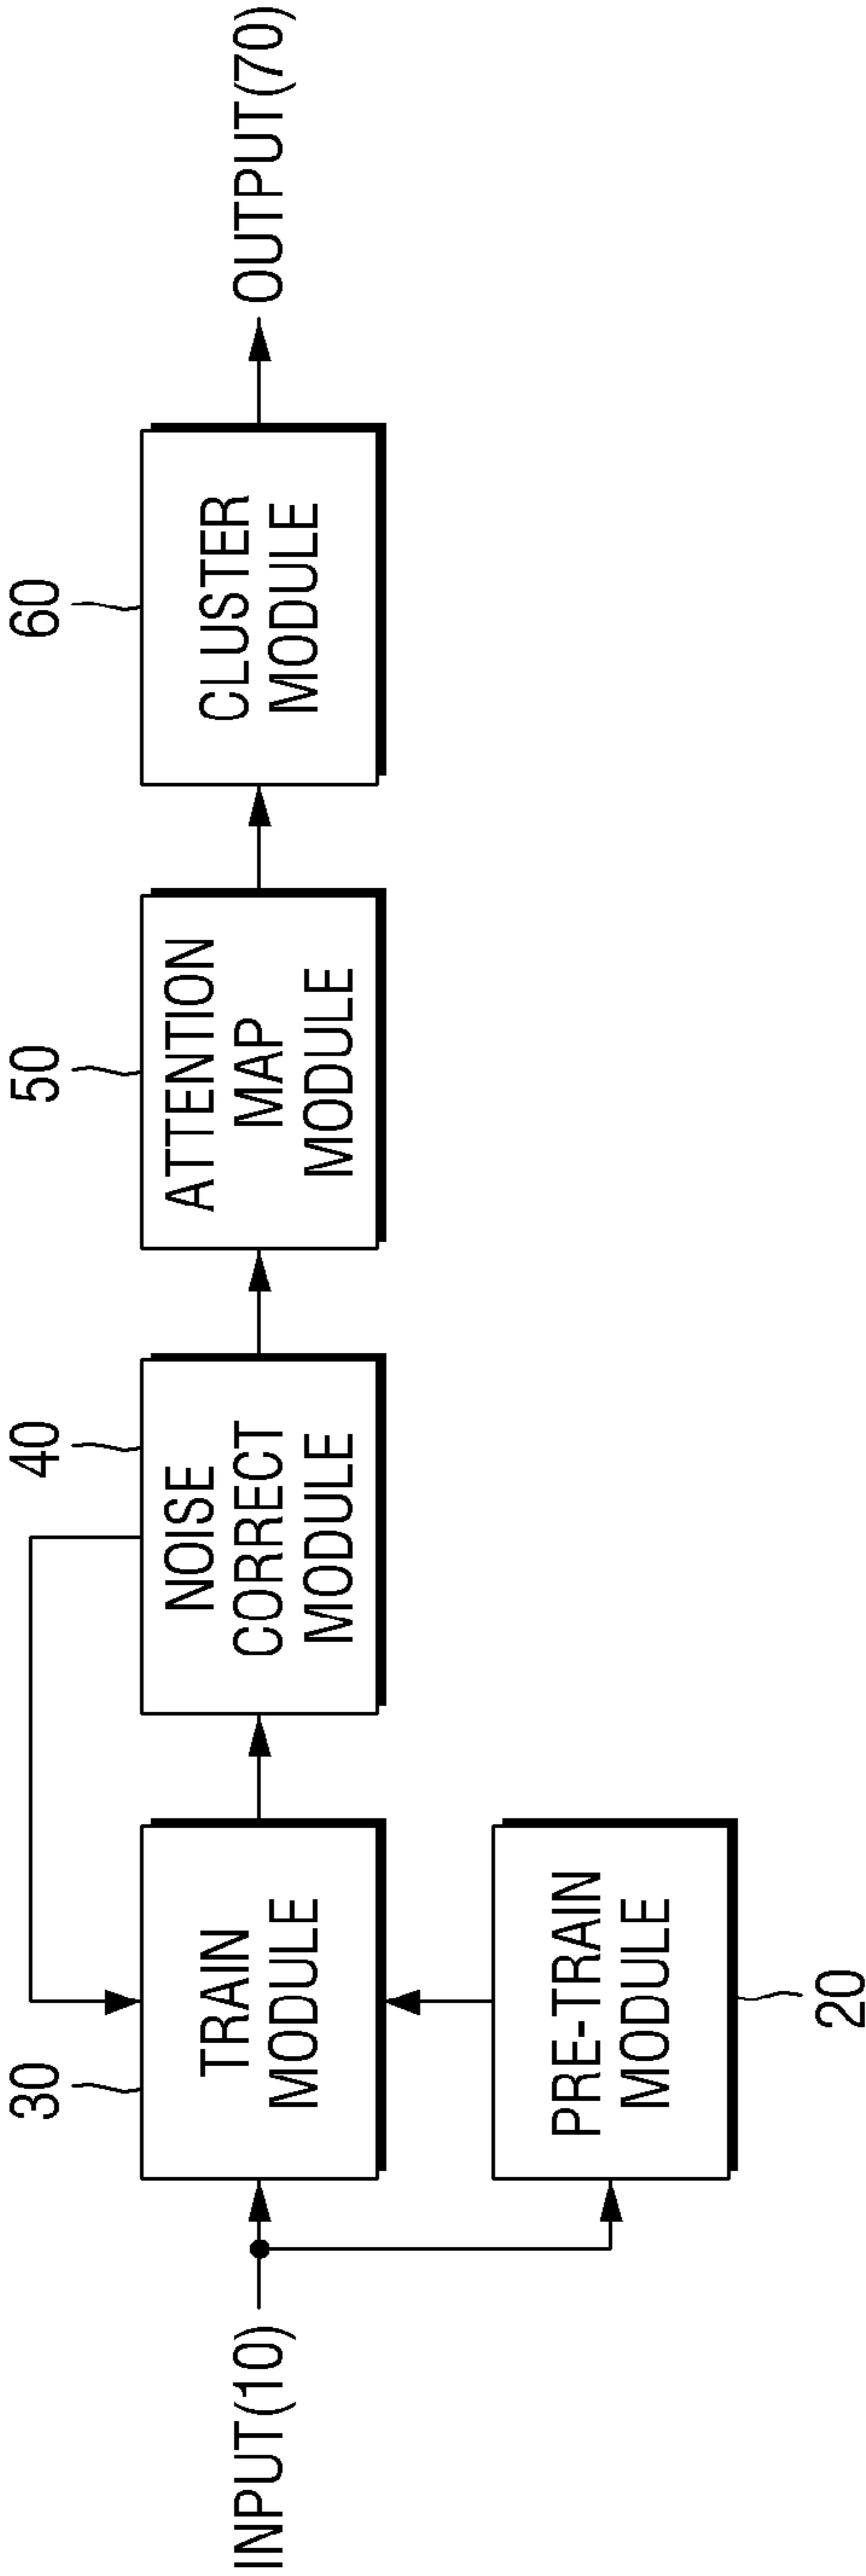 30
40
50
60
INPUT(10)
TRAIN
MODULE
NOISE
CORRECT
MODULE
ATTENTION
MAP
MODULE
CLUSTER
MODULE
OUTPUT(70)
PRE-TRAIN
MODULE
20